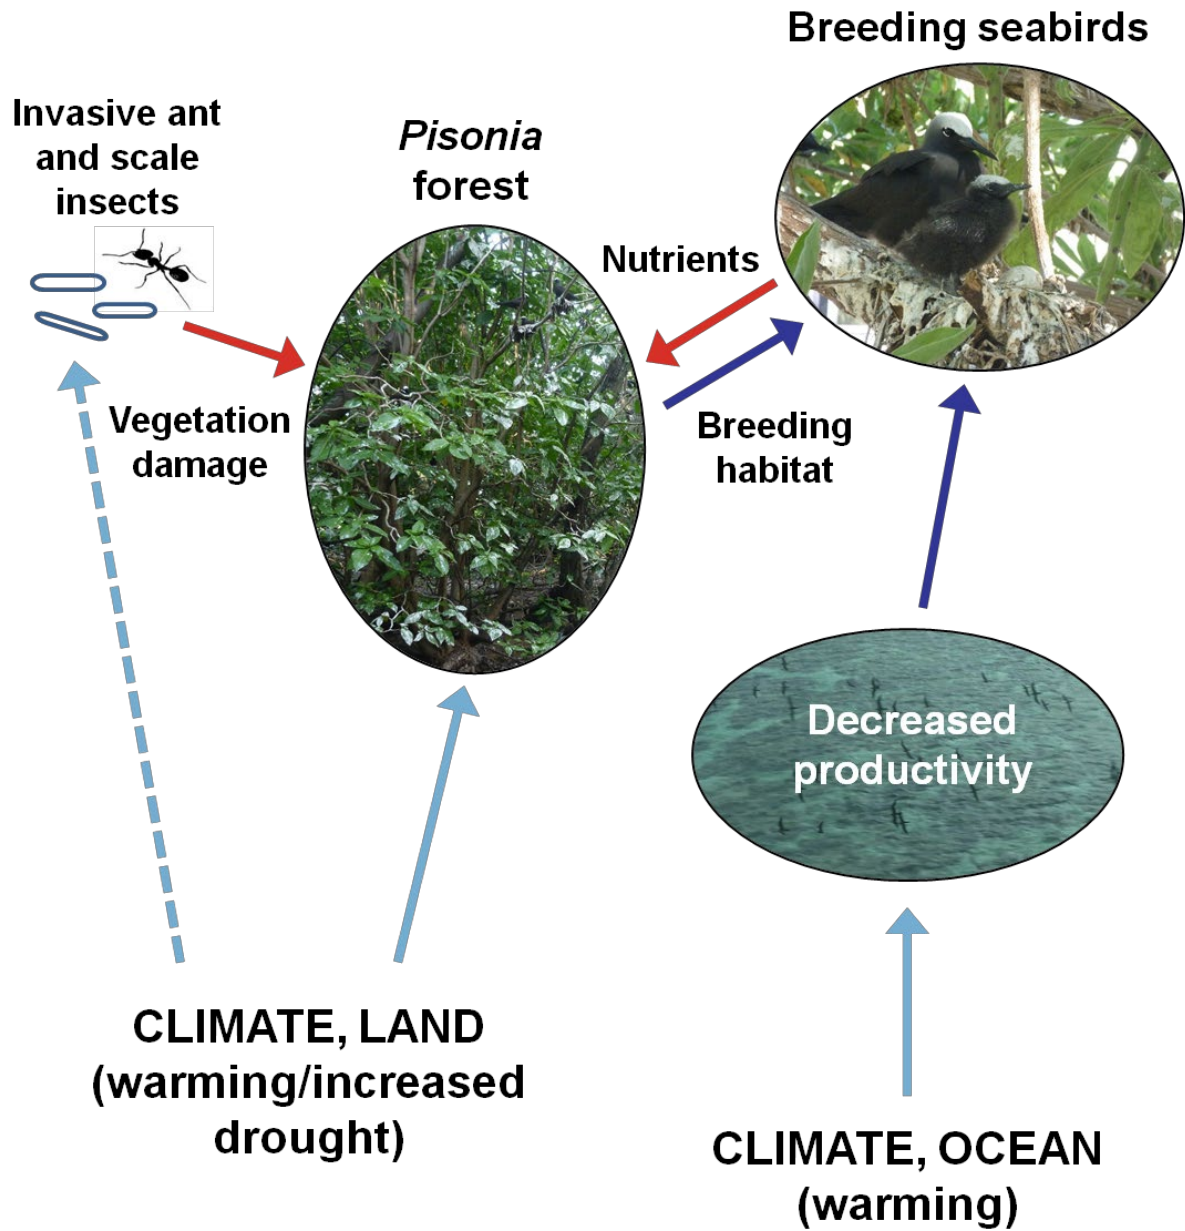 Breeding seabirds
Invasive ant
and scale
insects
Pisonia
forest
Nutrients
Vegetation
damage
Breeding
habitat
Decreased
productivity
CLIMATE, LAND
(warming/increased
drought)
CLIMATE, OCEAN
(warming)